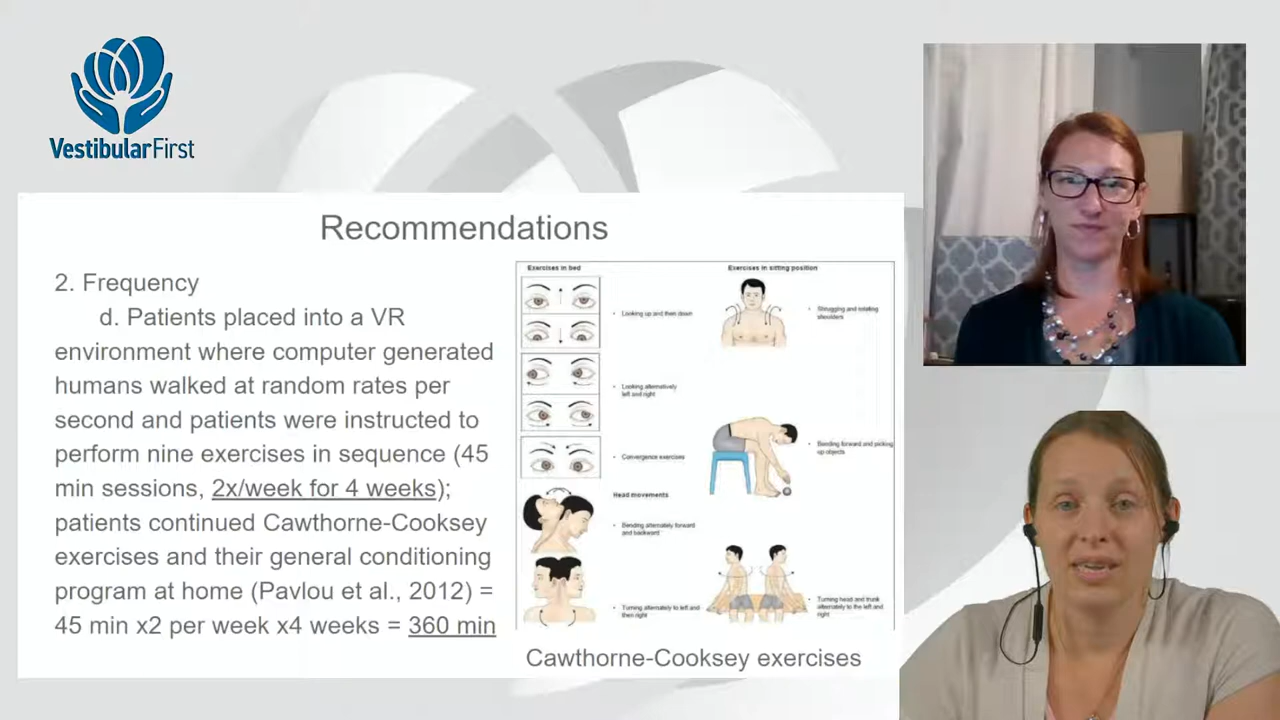 VestibularFirst
Recommendations
2. Frequency
d. Patients placed into a VR
environment where computer generated
humans walked at random rates per
second and patients were instructed to
perform nine exercises in sequence (45
min sessions, 2x/week for 4 weeks);
patients continued Cawthorne-Cooksey
exercises and their general conditioning
program at home (Pavlou et al., 2012) =
45 min x2 per week x4 weeks = 360 min
Exercises in bed
Looking up and then down
Looking alternatively
left and right
Convergence exercises
Head movements
Bending alternately forward
and backward
Turning alternately to left and
then right
Exercises in sitting position
Shrugging and rotating
shoulders
Bending forward and picking
up objects
Turning head and trunk
alternately to the left and
right
Cawthorne-Cooksey exercises